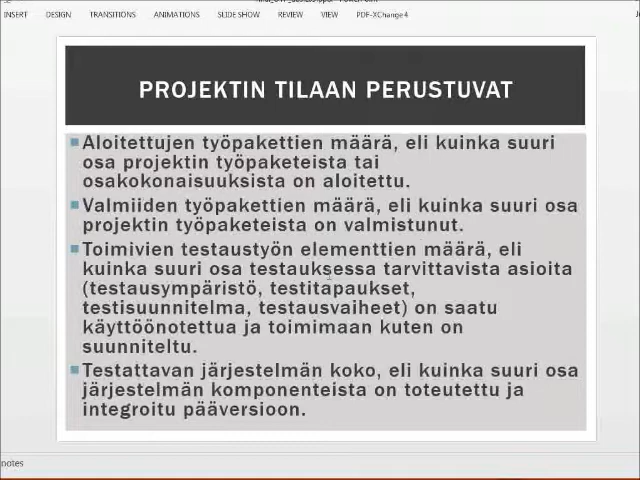 INSERT DESIGN TRANSITIONS ANIMATIONS SLIDE SHOW REVIEW VIEW PDF-XChange 4
PROJEKTIN TILAAN PERUSTUVAT
Aloitettujen työpakettien määrä, eli kuinka suuri
osa projektin työpaketeista tai
osakokonaisuuksista on aloitettu.
Valmiiden työpakettien määrä, eli kuinka suuri osa
projektin työpaketeista on valmistunut.
Toimivien testaustyön elementtien määrä, eli
kuinka suuri osa testauksessa tarvittavista asioita
(testausympäristö, testitapaukset,
testisuunnitelma, testausvaiheet) on saatu
käyttöönotettua ja toimimaan kuten on
suunniteltu.
Testattavan järjestelmän koko, eli kuinka suuri osa
järjestelmän komponenteista on toteutettu ja
integroitu pääversioon.
notes